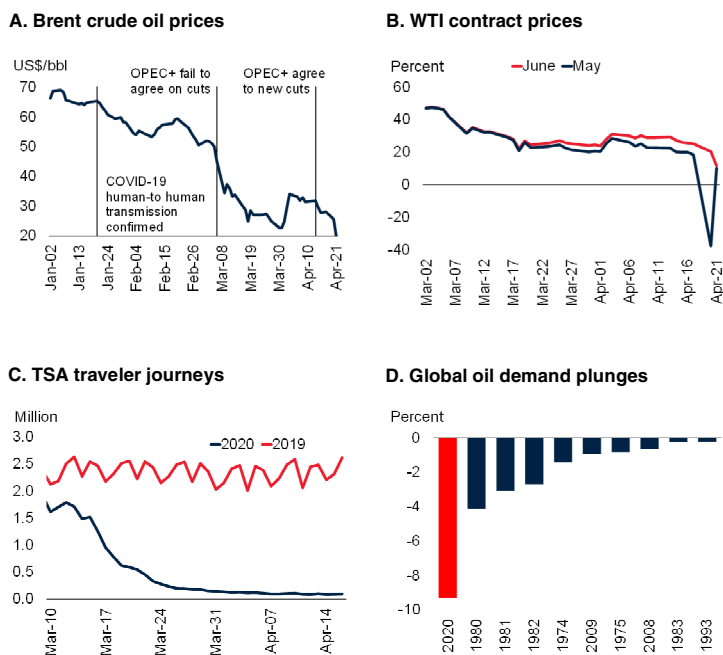 A. Brent crude oil prices
US$/bbl
OPEC+ fail to
agree on cuts
OPEC+ agree
to new cuts
70
60
50
40
30
20
COVID-19
human-to human
transmission
confirmed
Jan-02
Jan-13
Jan-24
Feb-04
Feb-15
Feb-26
Mar-08
Mar-19
Mar-30
Apr-10
Apr-21
B. WTI contract prices
Percent
June
May
60
40
20
0
-20
-40
Mar-02
Mar-07
Mar-12
Mar-17
Mar-22
Mar-27
Apr-01
Apr-06
Apr-11
Apr-16
Apr-21
C. TSA traveler journeys
Million
2020
2019
3.0
2.5
2.0
1.5
1.0
0.5
0.0
Mar-10
Mar-17
Mar-24
Mar-31
Apr-07
Apr-14
D. Global oil demand plunges
Percent
0
-2
-4
-6
-8
-10
2020
1980
1981
1982
1974
2009
1975
2008
1983
1993